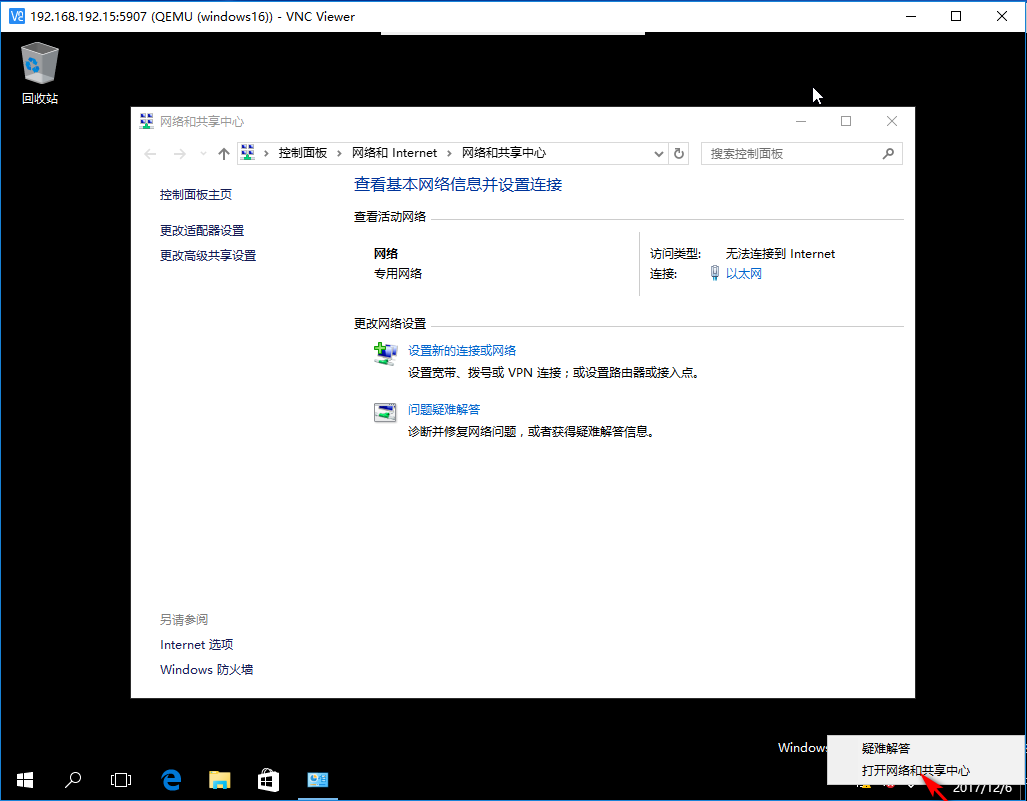 192.168.192.15:5907 (QEMU (windows16)) - VNC Viewer
回收站
网络和共享中心
控制面板 › 网络和 Internet › 网络和共享中心
搜索控制面板
控制面板主页
更改适配器设置
更改高级共享设置
查看基本网络信息并设置连接
查看活动网络
网络
专用网络
访问类型: 无法连接到 Internet
连接: 以太网
更改网络设置
设置新的连接或网络
设置宽带、拨号或 VPN 连接；或设置路由器或接入点。
问题疑难解答
诊断并修复网络问题，或者获得疑难解答信息。
另请参阅
Internet 选项
Windows 防火墙
Windows
疑难解答
打开网络和共享中心
2017/12/6